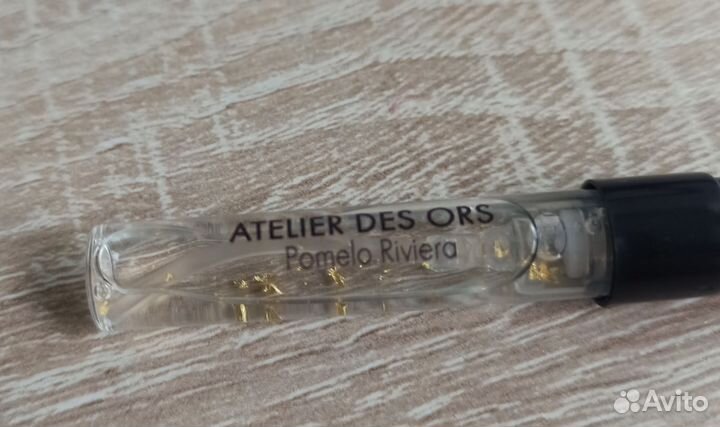 ATELIER DES ORS
Pomelo Riviera
Avito